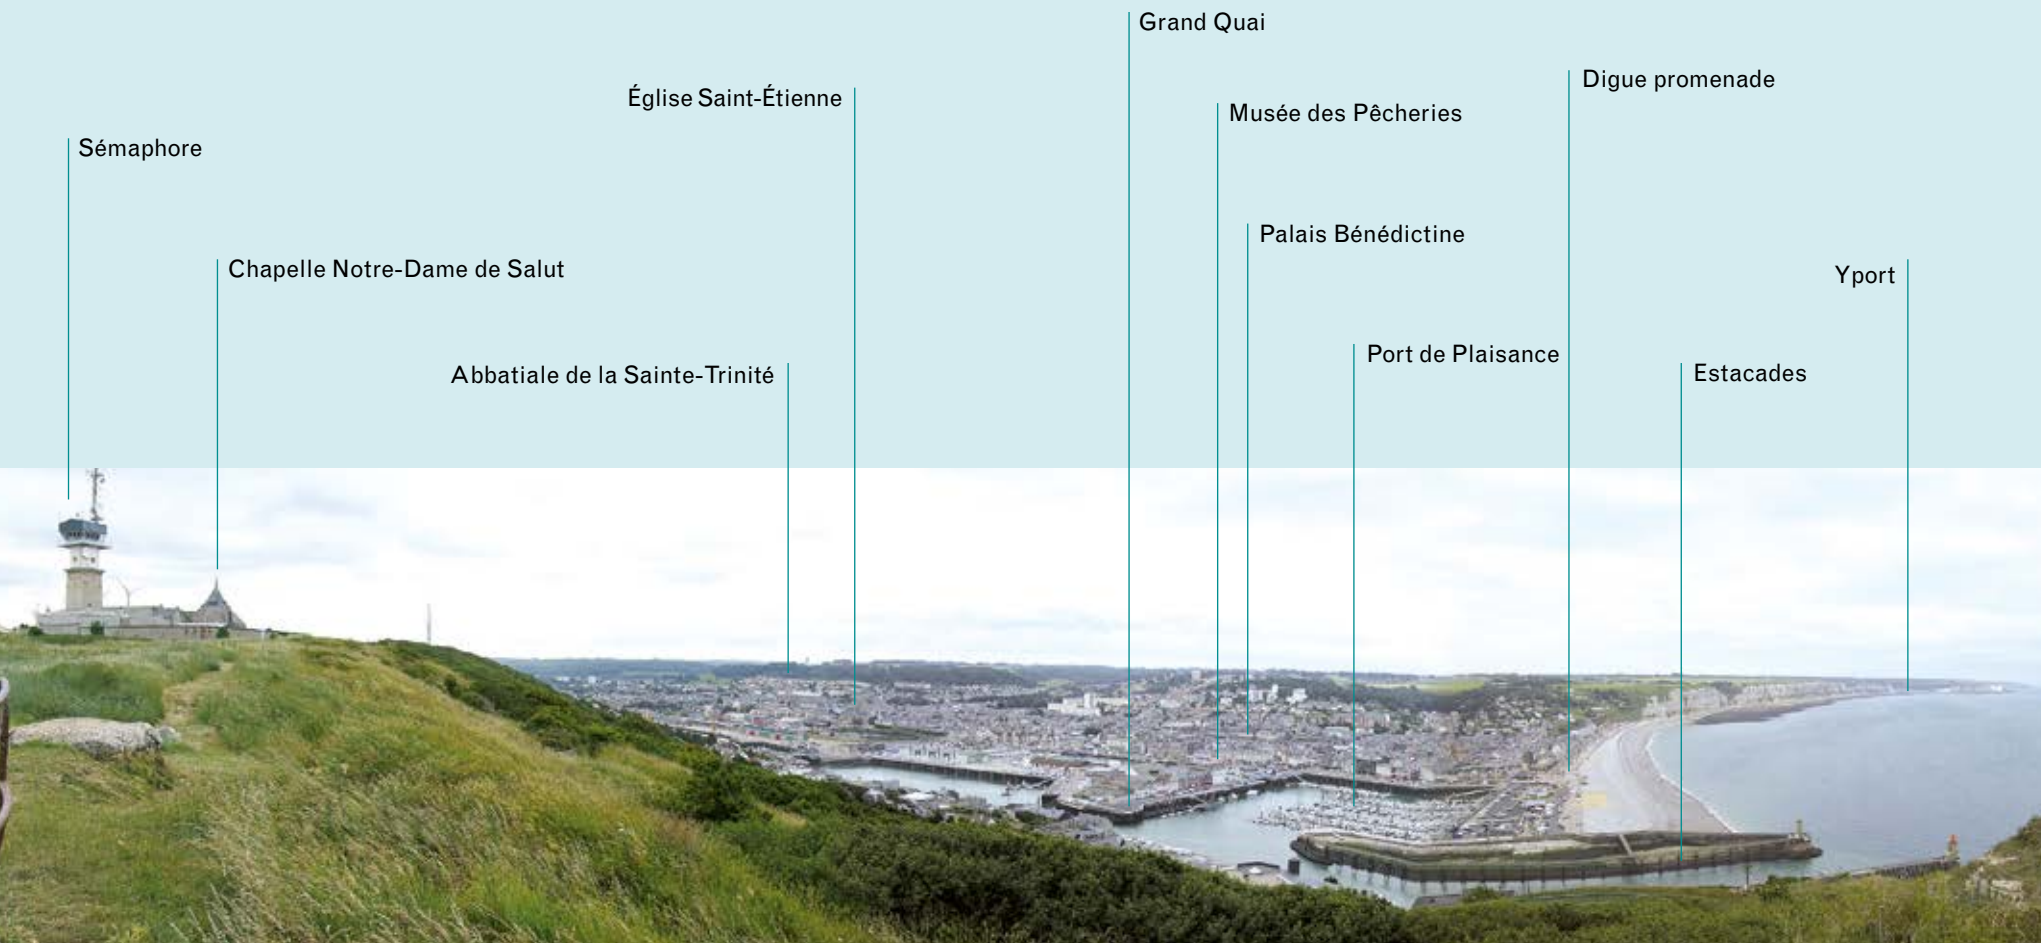 Grand Quai
Digue promenade
Église Saint-Étienne
Musée des Pêcheries
Sémaphore
Palais Bénédictine
Chapelle Notre-Dame de Salut
Yport
Port de Plaisance
Abbatiale de la Sainte-Trinité
Estacades